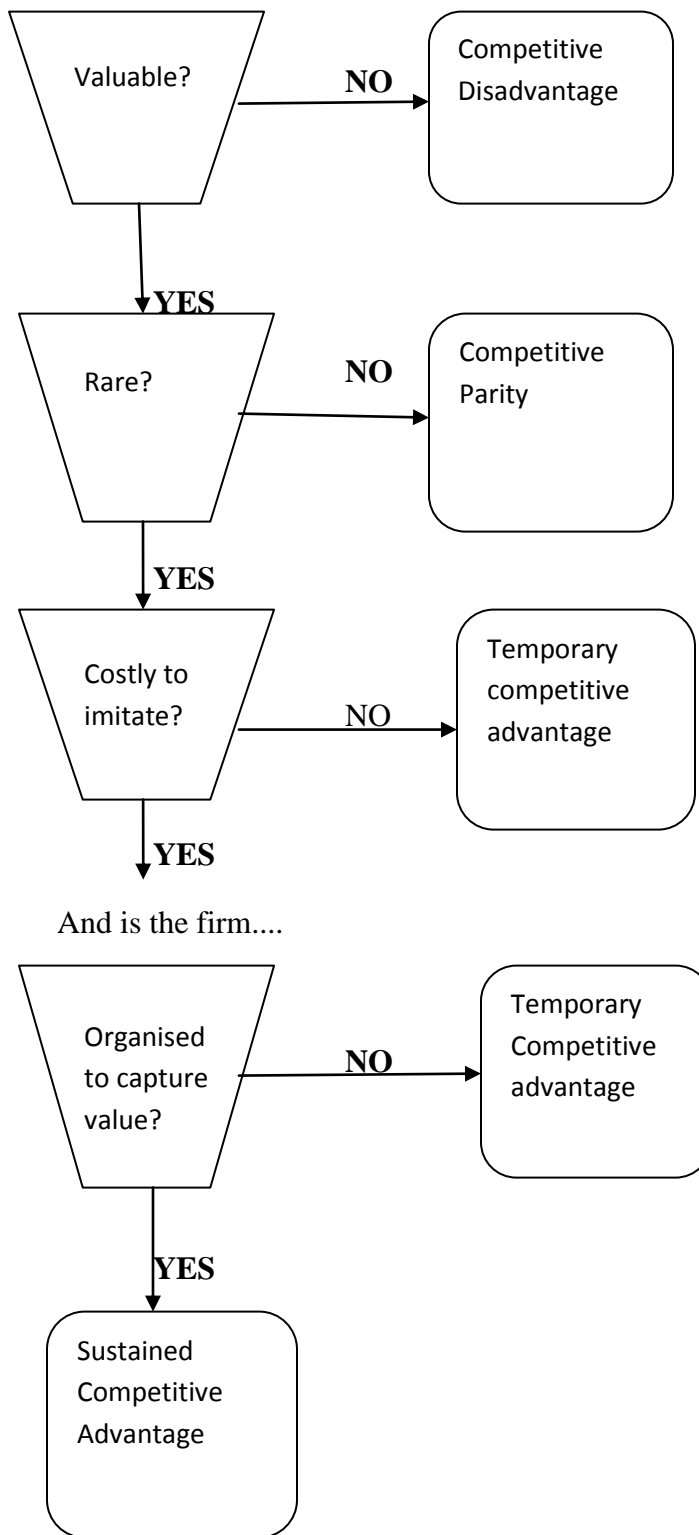 Valuable?
NO
Competitive
Disadvantage
YES
Rare?
NO
Competitive
Parity
YES
Costly to
imitate?
NO
Temporary
competitive
advantage
YES
And is the firm....
Organised
to capture
value?
NO
Temporary
Competitive
advantage
YES
Sustained
Competitive
Advantage